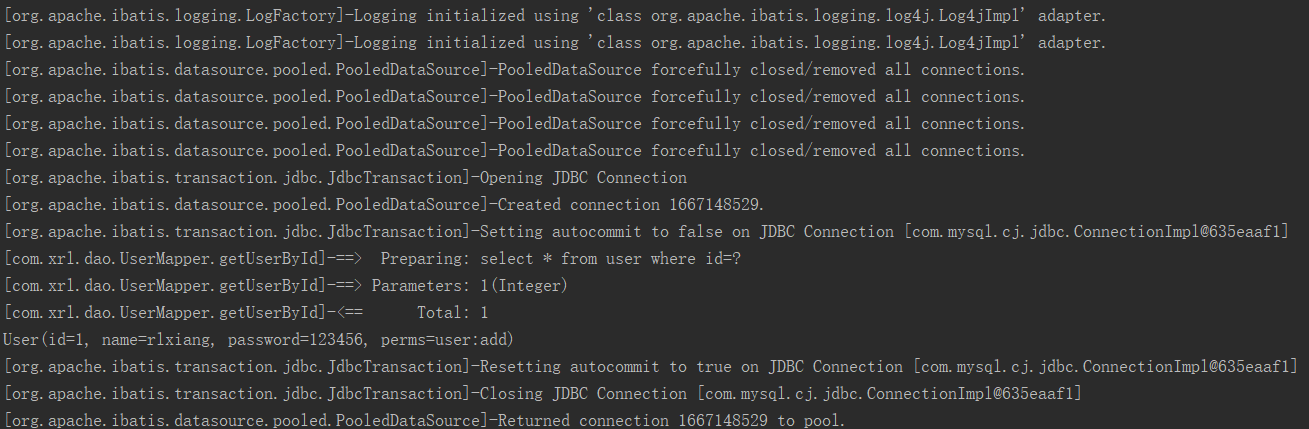 [org.apache.ibatis.logging.LogFactory]-Logging initialized using 'class org.apache.ibatis.logging.log4j.Log4jImpl' adapter.
[org.apache.ibatis.logging.LogFactory]-Logging initialized using 'class org.apache.ibatis.logging.log4j.Log4jImpl' adapter.
[org.apache.ibatis.datasource.pooled.PooledDataSource]-PooledDataSource forcefully closed/removed all connections.
[org.apache.ibatis.datasource.pooled.PooledDataSource]-PooledDataSource forcefully closed/removed all connections.
[org.apache.ibatis.datasource.pooled.PooledDataSource]-PooledDataSource forcefully closed/removed all connections.
[org.apache.ibatis.datasource.pooled.PooledDataSource]-PooledDataSource forcefully closed/removed all connections.
[org.apache.ibatis.transaction.jdbc.JdbcTransaction]-Opening JDBC Connection
[org.apache.ibatis.datasource.pooled.PooledDataSource]-Created connection 1667148529.
[org.apache.ibatis.transaction.jdbc.JdbcTransaction]-Setting autocommit to false on JDBC Connection [com.mysql.cj.jdbc.ConnectionImpl@635eaaf1]
[com.xrl.dao.UserMapper.getUserById]-==>  Preparing: select * from user where id=?
[com.xrl.dao.UserMapper.getUserById]-==> Parameters: 1(Integer)
[com.xrl.dao.UserMapper.getUserById]-<==      Total: 1
User(id=1, name=rlxiang, password=123456, perms=user:add)
[org.apache.ibatis.transaction.jdbc.JdbcTransaction]-Resetting autocommit to true on JDBC Connection [com.mysql.cj.jdbc.ConnectionImpl@635eaaf1]
[org.apache.ibatis.transaction.jdbc.JdbcTransaction]-Closing JDBC Connection [com.mysql.cj.jdbc.ConnectionImpl@635eaaf1]
[org.apache.ibatis.datasource.pooled.PooledDataSource]-Returned connection 1667148529 to pool.